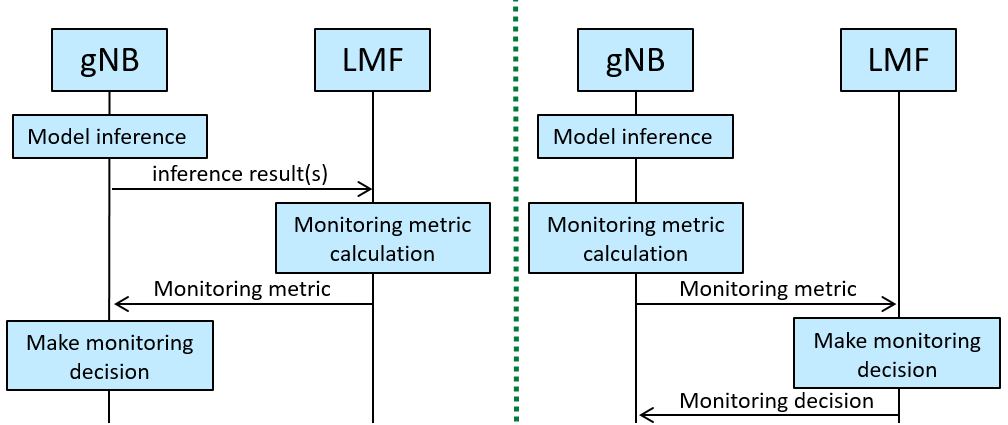 gNB
LMF
Model inference
inference result(s)
Monitoring metric
calculation
Monitoring metric
Make monitoring
decision
gNB
LMF
Model inference
Monitoring metric
calculation
Monitoring metric
Make monitoring
decision
Monitoring decision